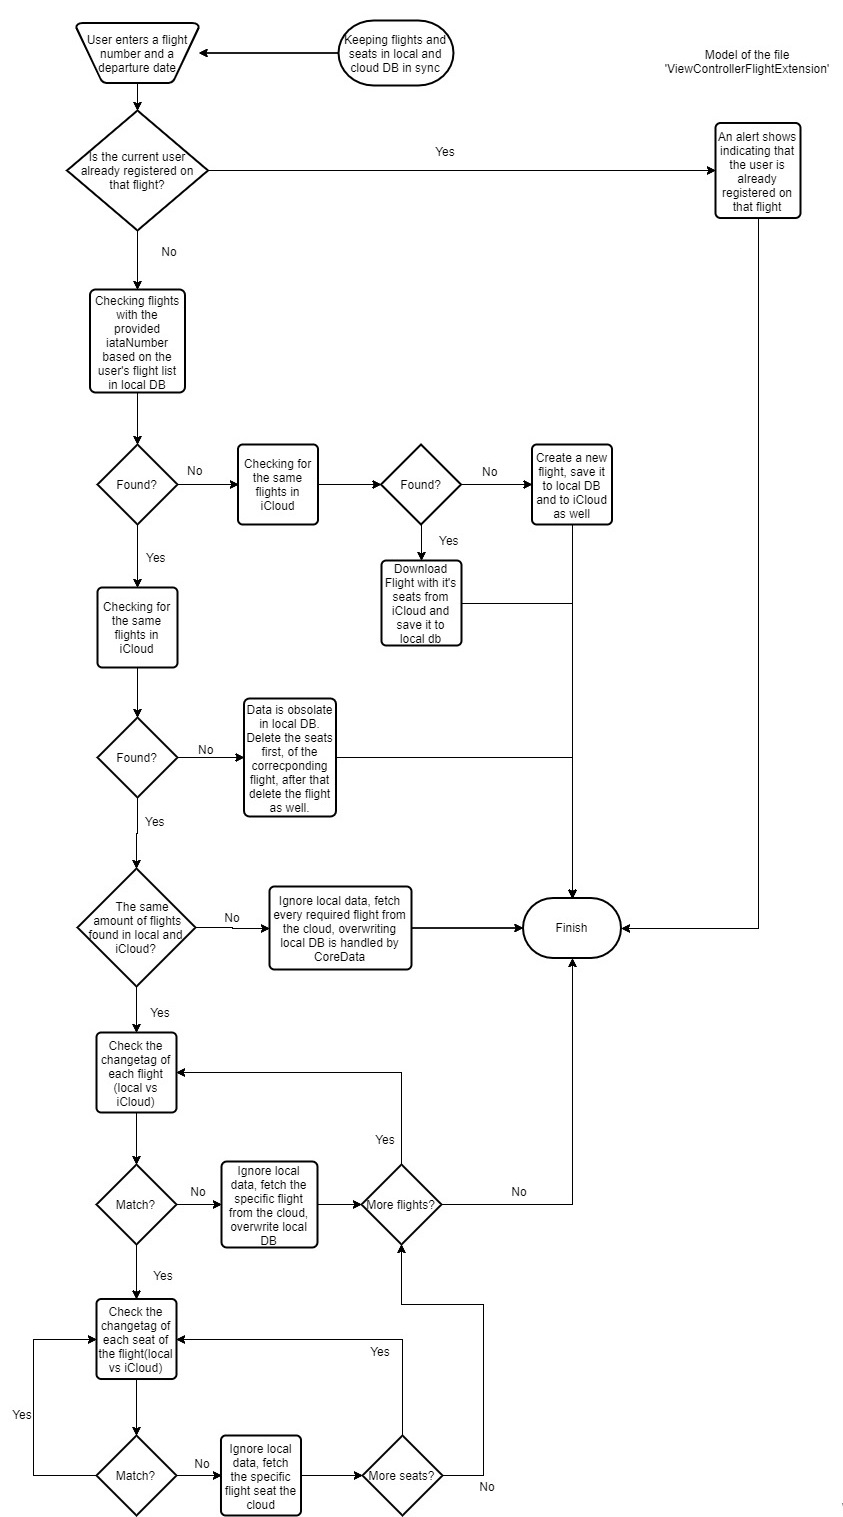 User enters a flight
number and a
departure date
Keeping flights and
seats in local and
cloud DB in sync
Model of the file
'ViewControllerFlightExtension'
Is the current user
already registered on
that flight?
Yes
An alert shows
indicating that
the user is
already
registered on
that flight
No
Checking flights
with the
provided
iataNumber
based on the
user's flight list
in local DB
Found?
No
Checking for
the same
flights in
iCloud
Found?
No
Create a new
flight, save it
to local DB
and to iCloud
as well
Yes
Yes
Download
Flight with it's
seats from
iCloud and
save it to
local db
Checking for
the same
flights in
iCloud
Found?
No
Data is obsolate
in local DB.
Delete the seats
first, of the
correcponding
flight, after that
delete the flight
as well.
Yes
The same
amount of flights
found in local and
iCloud?
No
Ignore local data, fetch
every required flight from
the cloud, overwriting
local DB is handled by
CoreData
Finish
Yes
Check the
changetag of
each flight
(local vs
iCloud)
Yes
Match?
No
Ignore local
data, fetch the
specific flight
from the cloud,
overwrite local
DB
More flights?
No
Yes
Check the
changetag of
each seat of
the flight(local
vs iCloud)
Yes
Yes
Match?
No
Ignore local
data, fetch
the specific
flight seat the
cloud
More seats?
No